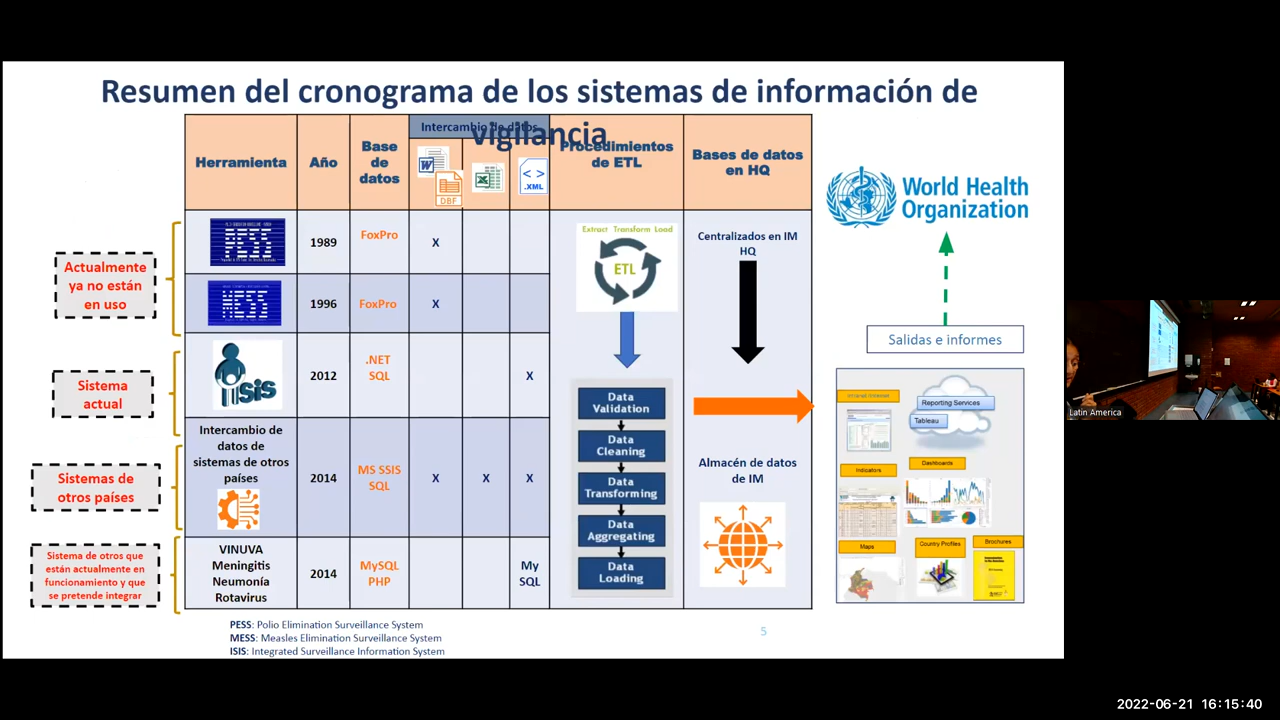 Resumen del cronograma de los sistemas de información de
vigilancia
Herramienta
Año
Base
de
datos
Intercambio de datos
W
DBF
< >
.XML
Procedimientos
de ETL
Bases de datos
en HQ
World Health
Organization
Actualmente
ya no están
en uso
PESS
1989
FoxPro
X
MESS
1996
FoxPro
X
Extract Transform Load
ETL
Centralizados en IM
HQ
Salidas e informes
Sistema
actual
isis
2012
.NET
SQL
X
Sistemas de
otros países
Intercambio de
datos de
sistemas de otros
países
2014
MS SSIS
SQL
X
X
X
Sistema de otros que
están actualmente en
funcionamiento y que
se pretende integrar
VINUVA
Meningitis
Neumonía
Rotavirus
2014
MySQL
PHP
My
SQL
Data
Validation
Data
Cleaning
Data
Transforming
Data
Aggregating
Data
Loading
Almacén de datos
de IM
Reporting Services
Tableau
Indicators
Dashboards
Maps
Country Profiles
Brochures
PESS: Polio Elimination Surveillance System
MESS: Measles Elimination Surveillance System
ISIS: Integrated Surveillance Information System
5
Latin America
2022-06-21 16:15:40